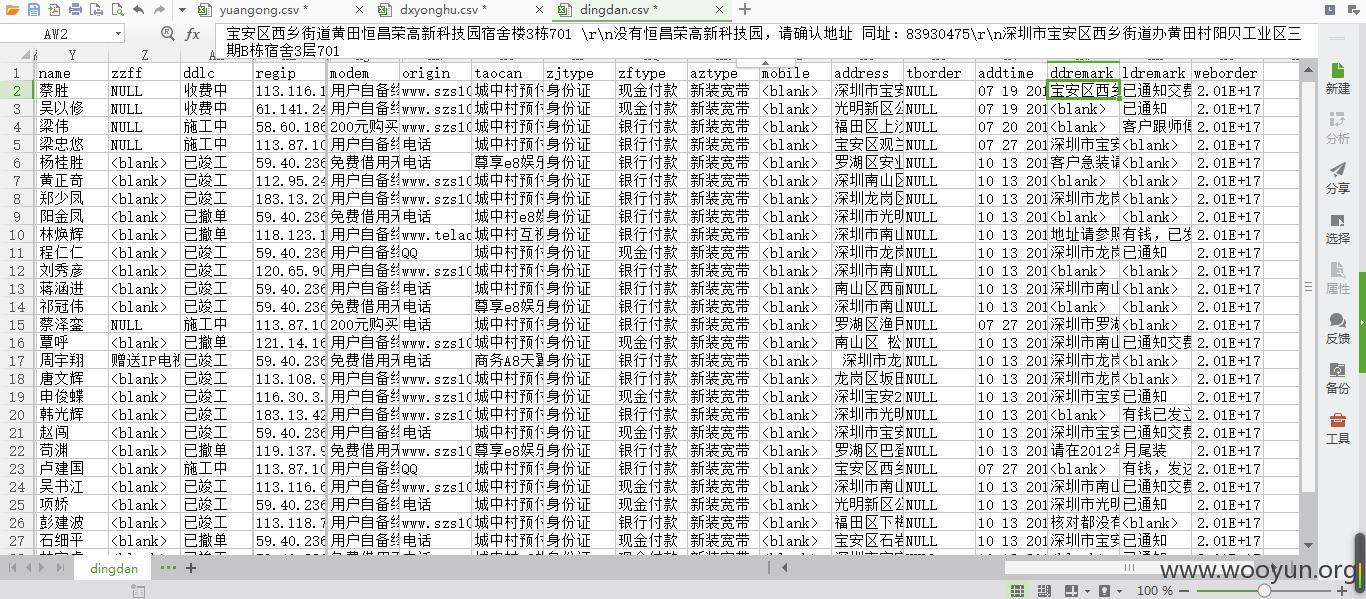 yuangong.csv * × dxyonghu.csv * × dingdan.csv * × +
AW2 fx 宝安区西乡街道黄田恒昌荣高新科技园宿舍楼3栋701 \r\n没有恒昌荣高新科技园，请确认地址 同址：83930475\r\n深圳市宝安区西乡街道办黄田村阳贝工业区三
期B栋宿舍3层701
Y Z
1 name zzff ddlc regip modem origin taocan zjtype zftype aztype mobile address tborder addtime ddremark ldremark weborder
2 蔡胜 NULL 收费中 113.116.1 用户自备 www.szs10 城中村预付 身份证 现金付款 新装宽带 <blank> 深圳市宝安 NULL 07 19 201 宝安区西乡 已通知交费 2.01E+17
3 吴以修 NULL 收费中 61.141.24 用户自备 www.szs10 城中村预付 身份证 现金付款 新装宽带 <blank> 光明新区公 NULL 07 19 201 <blank> 已通知 2.01E+17
4 梁伟 NULL 施工中 58.60.186 200元购买 电话 城中村预付 身份证 银行付款 新装宽带 <blank> 福田区上沙 NULL 07 20 201 <blank> 客户跟师傅 2.01E+17
5 梁忠悠 NULL 施工中 113.87.10 用户自备 电话 城中村预付 身份证 银行付款 新装宽带 <blank> 宝安区观兰 NULL 07 27 201 深圳市宝安 <blank> 2.01E+17
6 杨桂胜 <blank> 已竣工 59.40.236 免费借用 电话 尊享e8娱乐 身份证 银行付款 新装宽带 <blank> 罗湖区安业 NULL 10 13 201 客户急装请 <blank> 2.01E+17
7 黄正奇 <blank> 已竣工 112.95.24 用户自备 www.szs10 城中村预付 身份证 银行付款 新装宽带 <blank> 深圳南山区 NULL 10 13 201 <blank> <blank> 2.01E+17
8 郑少凤 <blank> 已竣工 183.13.20 用户自备 www.szs10 城中村预付 身份证 银行付款 新装宽带 <blank> 深圳龙岗区 NULL 10 13 201 深圳市龙岗 <blank> 2.01E+17
9 阳金凤 <blank> 已撤单 59.40.236 免费借用 电话 城中村e8娱 身份证 银行付款 新装宽带 <blank> 深圳市光明 NULL 10 13 201 <blank> <blank> 2.01E+17
10 林焕辉 <blank> 已撤单 118.123.1 用户自备 www.telac 城中村互视 身份证 银行付款 新装宽带 <blank> 深圳市南山 NULL 10 13 201 地址请参照 有钱，已发 2.01E+17
11 程仁仁 <blank> 已竣工 59.40.236 用户自备 QQ 城中村预付 身份证 现金付款 新装宽带 <blank> 深圳市龙岗 NULL 10 13 201 深圳市龙岗 已通知 2.01E+17
12 刘秀彦 <blank> 已竣工 120.65.90 用户自备 www.szs10 城中村预付 身份证 银行付款 新装宽带 <blank> 深圳市南山 NULL 10 13 201 <blank> <blank> 2.01E+17
13 蒋涵进 <blank> 已竣工 59.40.236 用户自备 www.szs10 城中村预付 身份证 银行付款 新装宽带 <blank> 南山区西丽 NULL 10 13 201 深圳市南山 <blank> 2.01E+17
14 祁冠伟 <blank> 已竣工 59.40.236 免费借用 电话 尊享e8娱乐 身份证 银行付款 新装宽带 <blank> 深圳市南山 NULL 10 13 201 <blank> <blank> 2.01E+17
15 蔡泽銮 NULL 施工中 113.87.10 200元购买 电话 城中村预付 身份证 银行付款 新装宽带 <blank> 罗湖区渔民 NULL 07 27 201 深圳市罗湖 <blank> 2.01E+17
16 覃呼 <blank> 已撤单 121.14.16 用户自备 www.szs10 城中村预付 身份证 现金付款 新装宽带 <blank> 南山区 松 NULL 10 13 201 深圳市南山 已通知交费 2.01E+17
17 周宇翔 赠送IP电视 已竣工 59.40.236 免费借用 电话 商务A8天翼 身份证 银行付款 新装宽带 <blank> 深圳市龙 NULL 10 13 201 深圳市龙岗 <blank> 2.01E+17
18 唐文辉 <blank> 已竣工 113.108.9 用户自备 www.szs10 城中村预付 身份证 银行付款 新装宽带 <blank> 龙岗区坂田 NULL 10 13 201 深圳市龙岗 <blank> 2.01E+17
19 申俊蝶 <blank> 已竣工 116.30.3. 用户自备 www.szs10 城中村预付 身份证 银行付款 新装宽带 <blank> 深圳宝安2 NULL 10 13 201 深圳市宝安 <blank> 2.01E+17
20 韩光辉 <blank> 已竣工 183.13.42 用户自备 www.szs10 城中村预付 身份证 银行付款 新装宽带 <blank> 深圳市光明 NULL 10 13 201 <blank> 有钱已发立 2.01E+17
21 赵闯 <blank> 已竣工 59.40.236 用户自备 电话 城中村预付 身份证 现金付款 新装宽带 <blank> 深圳市宝安 NULL 10 13 201 深圳市宝安 已通知交费 2.01E+17
22 苟渊 <blank> 已撤单 119.137.9 免费借用 www.szs10 尊享e8娱乐 身份证 银行付款 新装宽带 <blank> 罗湖区巴登 NULL 10 13 201 请在2012年 月尾装 2.01E+17
23 卢建国 <blank> 施工中 113.87.10 用户自备 QQ 城中村预付 身份证 银行付款 新装宽带 <blank> 宝安区西乡 NULL 07 27 201 <blank> 有钱，发达 2.01E+17
24 吴书江 <blank> 已竣工 113.116.6 用户自备 www.szs10 城中村预付 身份证 现金付款 新装宽带 <blank> 深圳市南山 NULL 10 13 201 深圳市南山 已通知交费 2.01E+17
25 项娇 <blank> 已竣工 59.40.236 用户自备 电话 城中村预付 身份证 现金付款 新装宽带 <blank> 光明新区公 NULL 10 13 201 深圳市光明 已通知 2.01E+17
26 彭建波 <blank> 已竣工 113.118.7 用户自备 www.szs10 城中村预付 身份证 银行付款 新装宽带 <blank> 福田区下梅 NULL 10 13 201 核对都没有 <blank> 2.01E+17
27 石细平 <blank> 已撤单 59.40.236 用户自备 电话 城中村预付 身份证 现金付款 新装宽带 <blank> 宝安区石岩 NULL 10 13 201 深圳市宝安 已通知 2.01E+17
新建
分析
分享
选择
属性
反馈
备份
工具
dingdan ··· +
www.wooyun.org
100 % − +